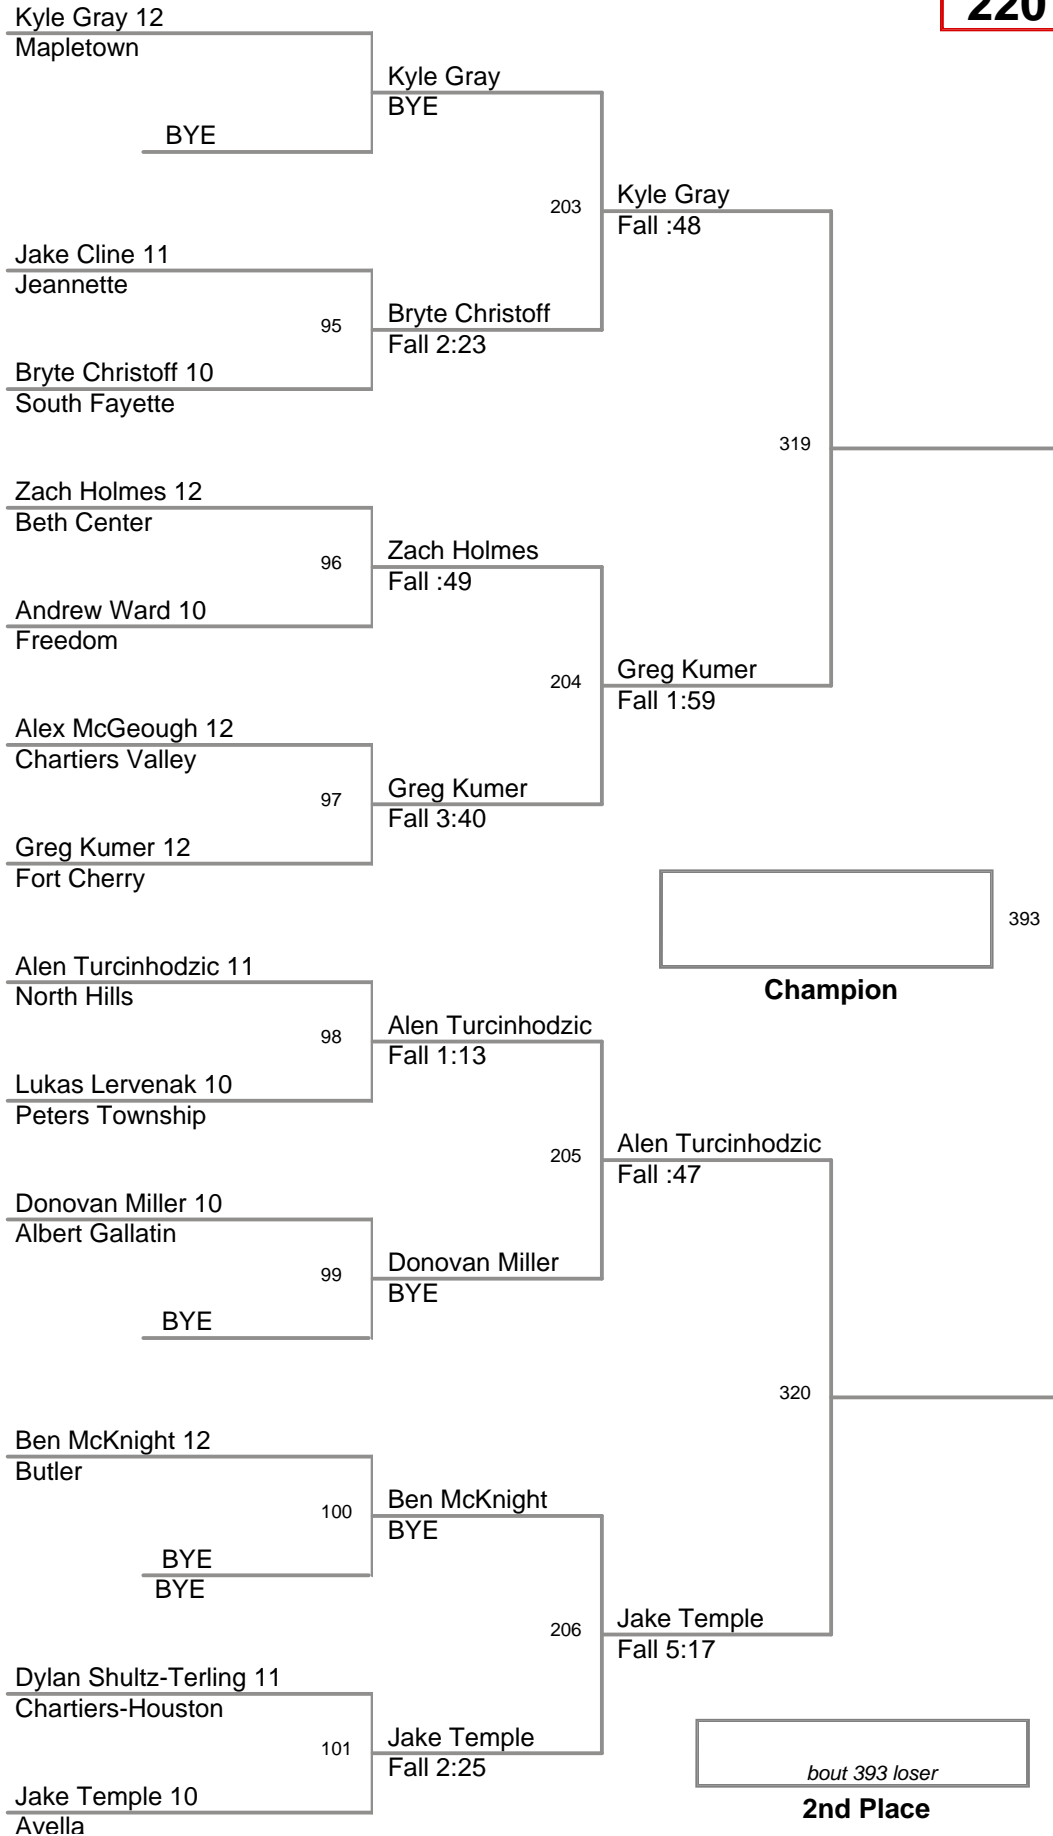 220
Kyle Gray 12
Mapletown
BYE
Kyle Gray
BYE
203
Kyle Gray
Fall :48
Jake Cline 11
Jeannette
95
Bryte Christoff 10
South Fayette
Bryte Christoff
Fall 2:23
319
Zach Holmes 12
Beth Center
96
Andrew Ward 10
Freedom
Zach Holmes
Fall :49
204
Greg Kumer
Fall 1:59
Alex McGeough 12
Chartiers Valley
97
Greg Kumer 12
Fort Cherry
Greg Kumer
Fall 3:40
393
Champion
Alen Turcinhodzic 11
North Hills
98
Lukas Lervenak 10
Peters Township
Alen Turcinhodzic
Fall 1:13
205
Alen Turcinhodzic
Fall :47
Donovan Miller 10
Albert Gallatin
99
BYE
Donovan Miller
BYE
320
Ben McKnight 12
Butler
100
BYE
BYE
Ben McKnight
BYE
206
Jake Temple
Fall 5:17
Dylan Shultz-Terling 11
Chartiers-Houston
101
Jake Temple 10
Avella
Jake Temple
Fall 2:25
bout 393 loser
2nd Place